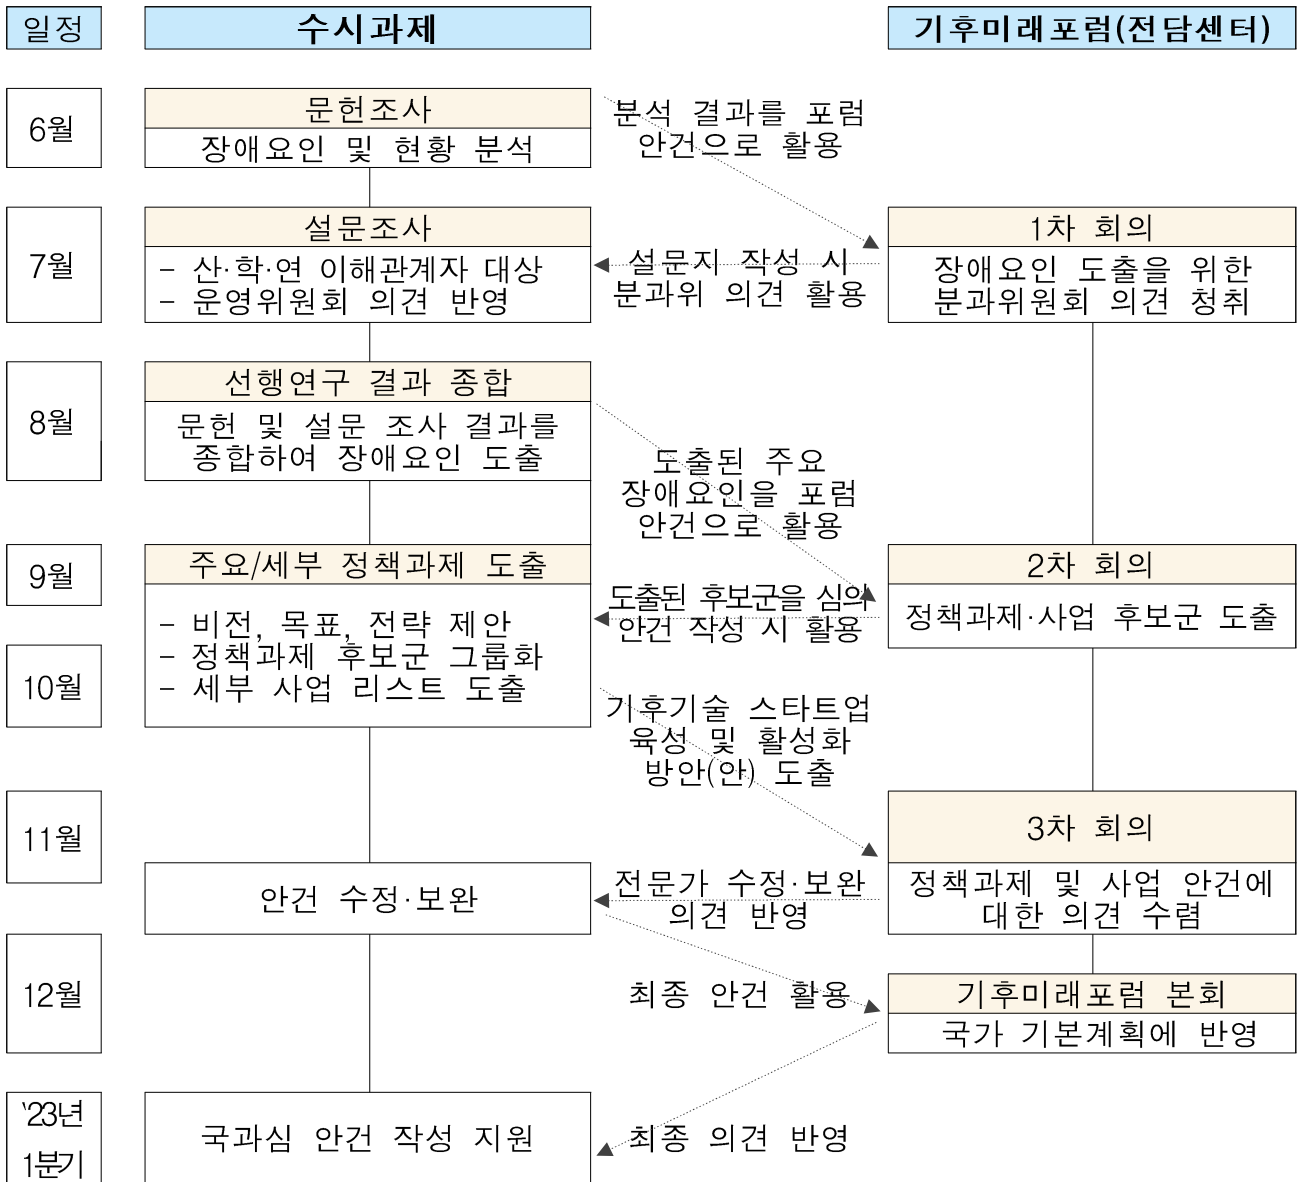 일정
수시과제
기후미래포럼(전담센터)
6월
문헌조사
장애요인 및 현황 분석
분석 결과를 포럼
안건으로 활용
7월
설문조사
- 산·학·연 이해관계자 대상
- 운영위원회 의견 반영
설문지 작성 시
분과위 의견 활용
1차 회의
장애요인 도출을 위한
분과위원회 의견 청취
8월
선행연구 결과 종합
문헌 및 설문 조사 결과를
종합하여 장애요인 도출
도출된 주요
장애요인을 포럼
안건으로 활용
9월
주요/세부 정책과제 도출
- 비전, 목표, 전략 제안
- 정책과제 후보군 그룹화
- 세부 사업 리스트 도출
도출된 후보군을 심의
안건 작성 시 활용
2차 회의
정책과제·사업 후보군 도출
10월
기후기술 스타트업
육성 및 활성화
방안(안) 도출
11월
3차 회의
정책과제 및 사업 안건에
대한 의견 수렴
안건 수정·보완
전문가 수정·보완
의견 반영
12월
최종 안건 활용
기후미래포럼 본회
국가 기본계획에 반영
'23년
1분기
국과심 안건 작성 지원
최종 의견 반영